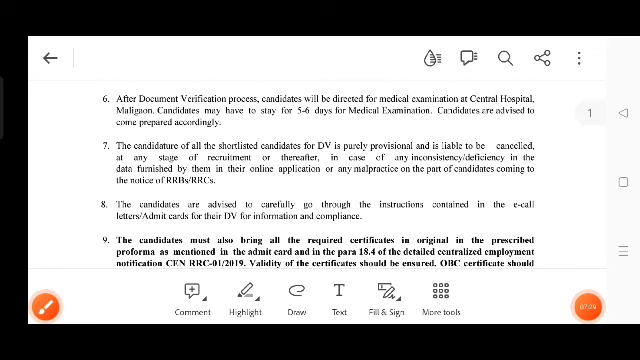 6. After Document Verification process, candidates will be directed for medical examination at Central Hospital,
Maligaon. Candidates may have to stay for 5-6 days for Medical Examination. Candidates are advised to
come prepared accordingly.
1
7. The candidature of all the shortlisted candidates for DV is purely provisional and is liable to be cancelled,
at any stage of recruitment or thereafter, in case of any inconsistency/deficiency in the
data furnished by them in their online application or any malpractice on the part of candidates coming to
the notice of RRBs/RRCs.
8. The candidates are advised to carefully go through the instructions contained in the e-call
letters/Admit cards for their DV for information and compliance.
9. The candidates must also bring all the required certificates in original in the prescribed
proforma as mentioned in the admit card and in the para 18.4 of the detailed centralized employment
notification CEN RRC-01/2019. Validity of the certificates should be ensured. OBC certificate should
Comment Highlight Draw Text Fill & Sign More tools
07:29